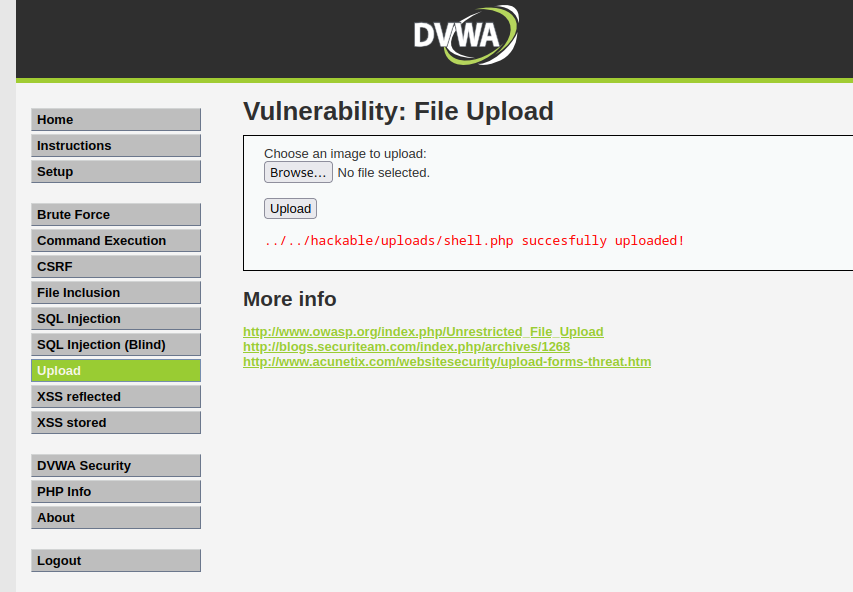 DVWA
Home
Instructions
Setup
Brute Force
Command Execution
CSRF
File Inclusion
SQL Injection
SQL Injection (Blind)
Upload
XSS reflected
XSS stored
DVWA Security
PHP Info
About
Logout
Vulnerability: File Upload
Choose an image to upload:
Browse... No file selected.
Upload
../../hackable/uploads/shell.php succesfully uploaded!
More info
http://www.owasp.org/index.php/Unrestricted_File_Upload
http://blogs.securiteam.com/index.php/archives/1268
http://www.acunetix.com/websitesecurity/upload-forms-threat.htm